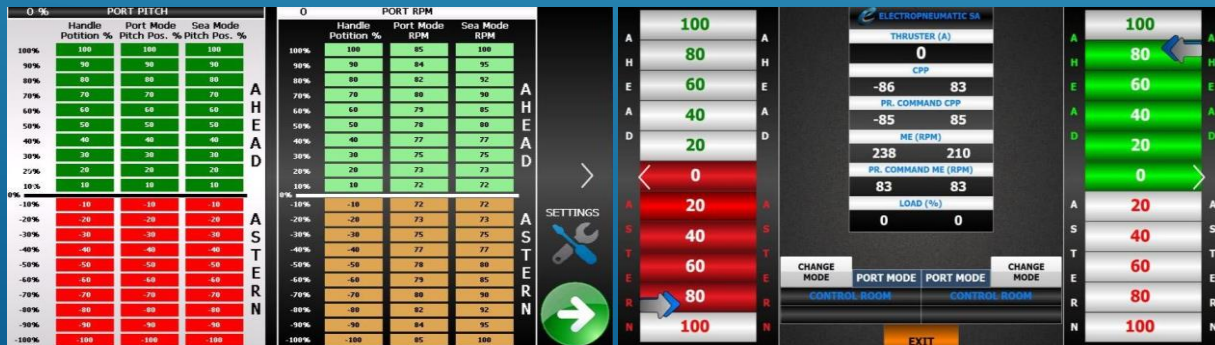 0 % PORT PITCH
Handle Potition % Port Mode Pitch Pos. % Sea Mode Pitch Pos. %
100% 100 100 100
90% 90 90 90
80% 80 80 80
70% 70 70 70
60% 60 60 60
50% 50 50 50
40% 40 40 40
30% 30 30 30
20% 20 20 20
10% 10 10 10
0%
-10% -10 -10 -10
-20% -20 -20 -20
-30% -30 -30 -30
-40% -40 -40 -40
-50% -50 -50 -50
-60% -60 -60 -60
-70% -70 -70 -70
-80% -80 -80 -80
-90% -90 -90 -90
-100% -100 -100 -100
AHEAD
ASTERN
0 PORT RPM
Handle Potition % Port Mode RPM Sea Mode RPM
100% 100 85 100
90% 90 84 95
80% 80 82 92
70% 70 80 90
60% 60 79 85
50% 50 78 80
40% 40 77 77
30% 30 75 75
20% 20 73 73
10% 10 72 72
0%
-10% -10 72 72
-20% -20 73 73
-30% -30 75 75
-40% -40 77 77
-50% -50 78 80
-60% -60 79 85
-70% -70 80 90
-80% -80 82 92
-90% -90 84 95
-100% -100 85 100
AHEAD
ASTERN
SETTINGS
AHEAD
ASTERN
100
80
60
40
20
0
20
40
60
80
100
AHEAD
ASTERN
ELECTROPNEUMATIC SA
THRUSTER (A)
0
CPP
-86 83
PR. COMMAND CPP
-85 85
ME (RPM)
238 210
PR. COMMAND ME (RPM)
83 83
LOAD (%)
0 0
CHANGE MODE PORT MODE PORT MODE CHANGE MODE
CONTROL ROOM CONTROL ROOM
EXIT
AHEAD
ASTERN
100
80
60
40
20
0
20
40
60
80
100
AHEAD
ASTERN